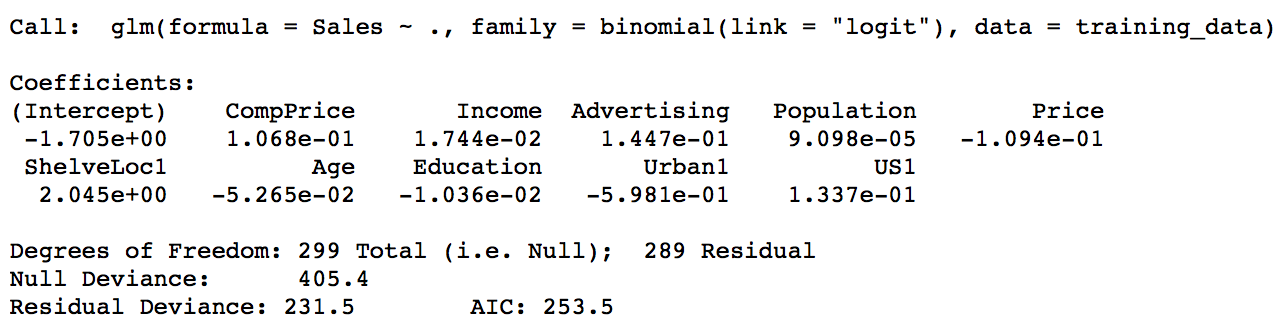 Call:  glm(formula = Sales ~ ., family = binomial(link = "logit"), data = training_data)
Coefficients:
(Intercept)    CompPrice       Income  Advertising   Population        Price
 -1.705e+00    1.068e-01    1.744e-02    1.447e-01    9.098e-05   -1.094e-01
 ShelveLoc1          Age    Education       Urban1          US1
  2.045e+00   -5.265e-02   -1.036e-02   -5.981e-01    1.337e-01
Degrees of Freedom: 299 Total (i.e. Null);  289 Residual
Null Deviance:      405.4
Residual Deviance: 231.5        AIC: 253.5